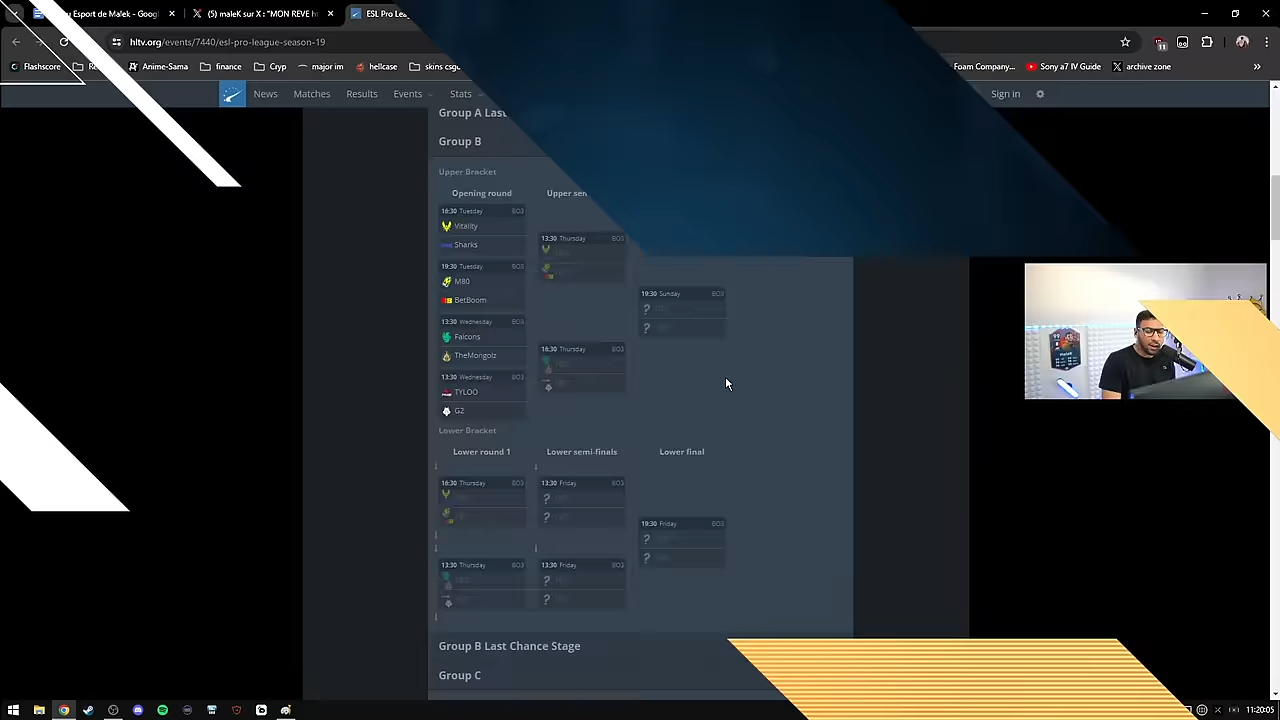 u Esport de Malek - Googl
(5) maleK sur X : "MON REVE h
ESL Pro Lea
hltv.org/events/7440/esl-pro-league-season-19
Flashscore
Anime-Sama
finance
Cryp
major im
hellcase
skins csgo
Foam Company...
Sony a7 IV Guide
archive zone
News
Matches
Results
Events
Stats
Sign in
Group A Last
Group B
Upper Bracket
Opening round
Upper sem
16:30 Tuesday BO3
Vitality
Sharks
13:30 Thursday BO3
19:30 Tuesday BO3
M80
BetBoom
19:30 Sunday BO3
?
?
13:30 Wednesday BO3
Falcons
TheMongolz
16:30 Thursday BO3
13:30 Wednesday BO3
TYLOO
G2
Lower Bracket
Lower round 1
Lower semi-finals
Lower final
16:30 Thursday BO3
13:30 Friday BO3
?
?
19:30 Friday BO3
?
?
13:30 Thursday BO3
13:30 Friday BO3
?
?
Group B Last Chance Stage
Group C
11:20:05